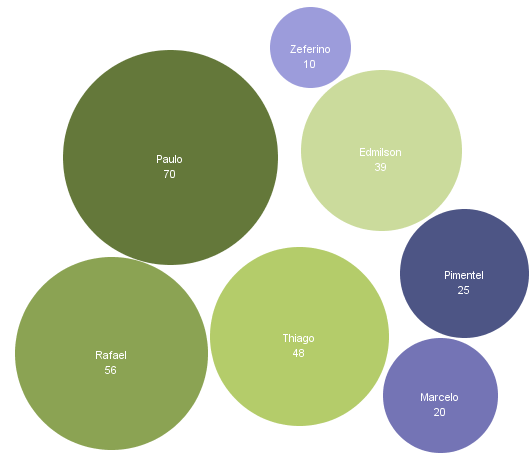 Zeferino
10
Paulo
70
Edmilson
39
Pimentel
25
Thiago
48
Rafael
56
Marcelo
20